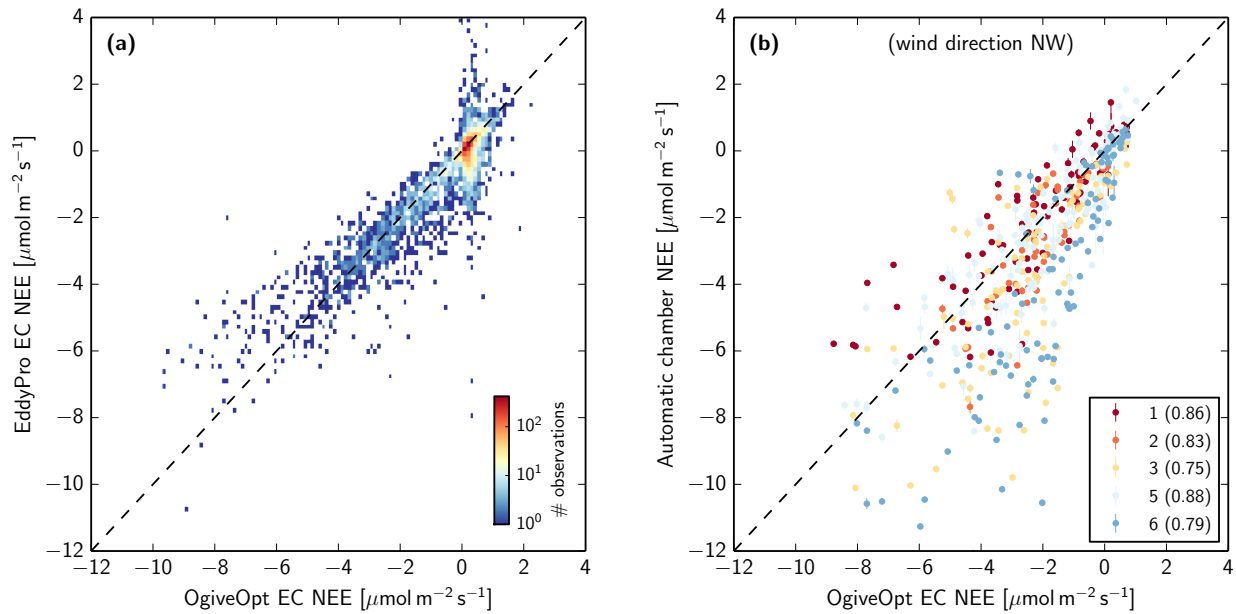 (a)
4
2
0
−2
−4
−6
−8
−10
−12
EddyPro EC NEE [μmol m⁻² s⁻¹]
10²
10¹
10⁰
# observations
−12 −10 −8 −6 −4 −2 0 2 4
OgiveOpt EC NEE [μmol m⁻² s⁻¹]
(b)
(wind direction NW)
4
2
0
−2
−4
−6
−8
−10
−12
Automatic chamber NEE [μmol m⁻² s⁻¹]
1 (0.86)
2 (0.83)
3 (0.75)
5 (0.88)
6 (0.79)
−12 −10 −8 −6 −4 −2 0 2 4
OgiveOpt EC NEE [μmol m⁻² s⁻¹]